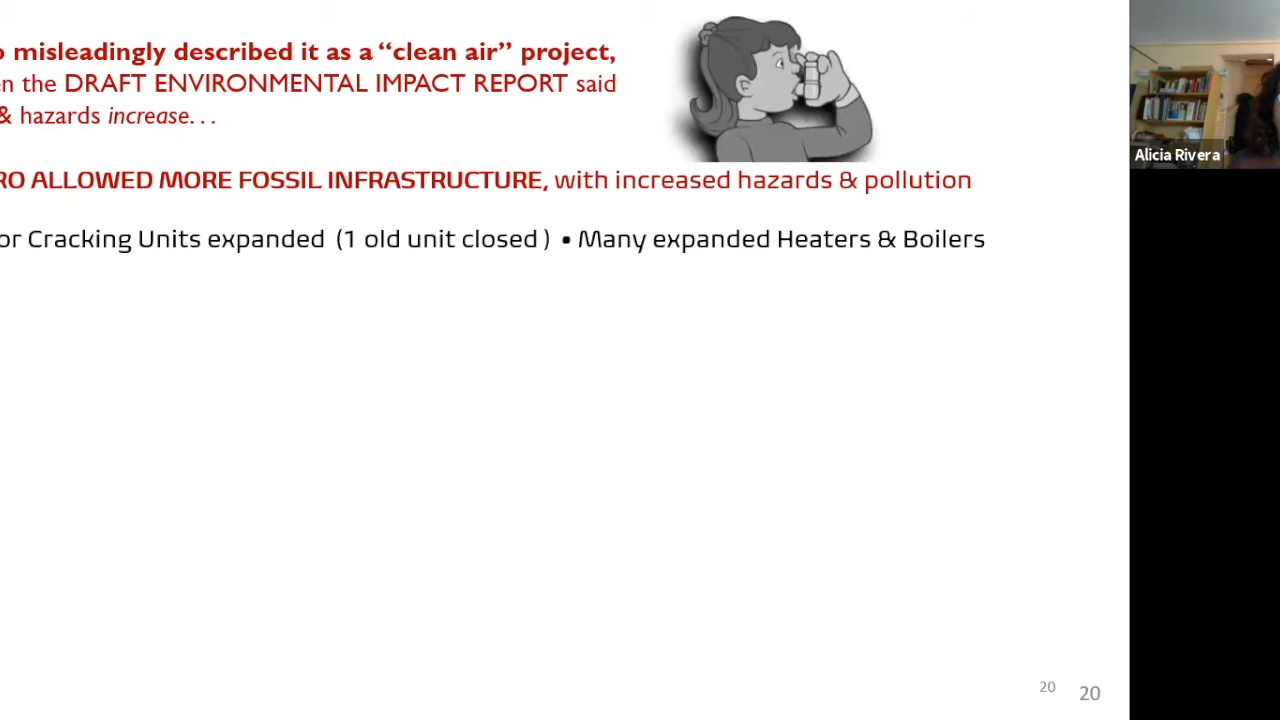 misleadingly described it as a “clean air” project,
the DRAFT ENVIRONMENTAL IMPACT REPORT said
& hazards increase...
RO ALLOWED MORE FOSSIL INFRASTRUCTURE, with increased hazards & pollution
or Cracking Units expanded (1 old unit closed ) • Many expanded Heaters & Boilers
Alicia Rivera
20 20